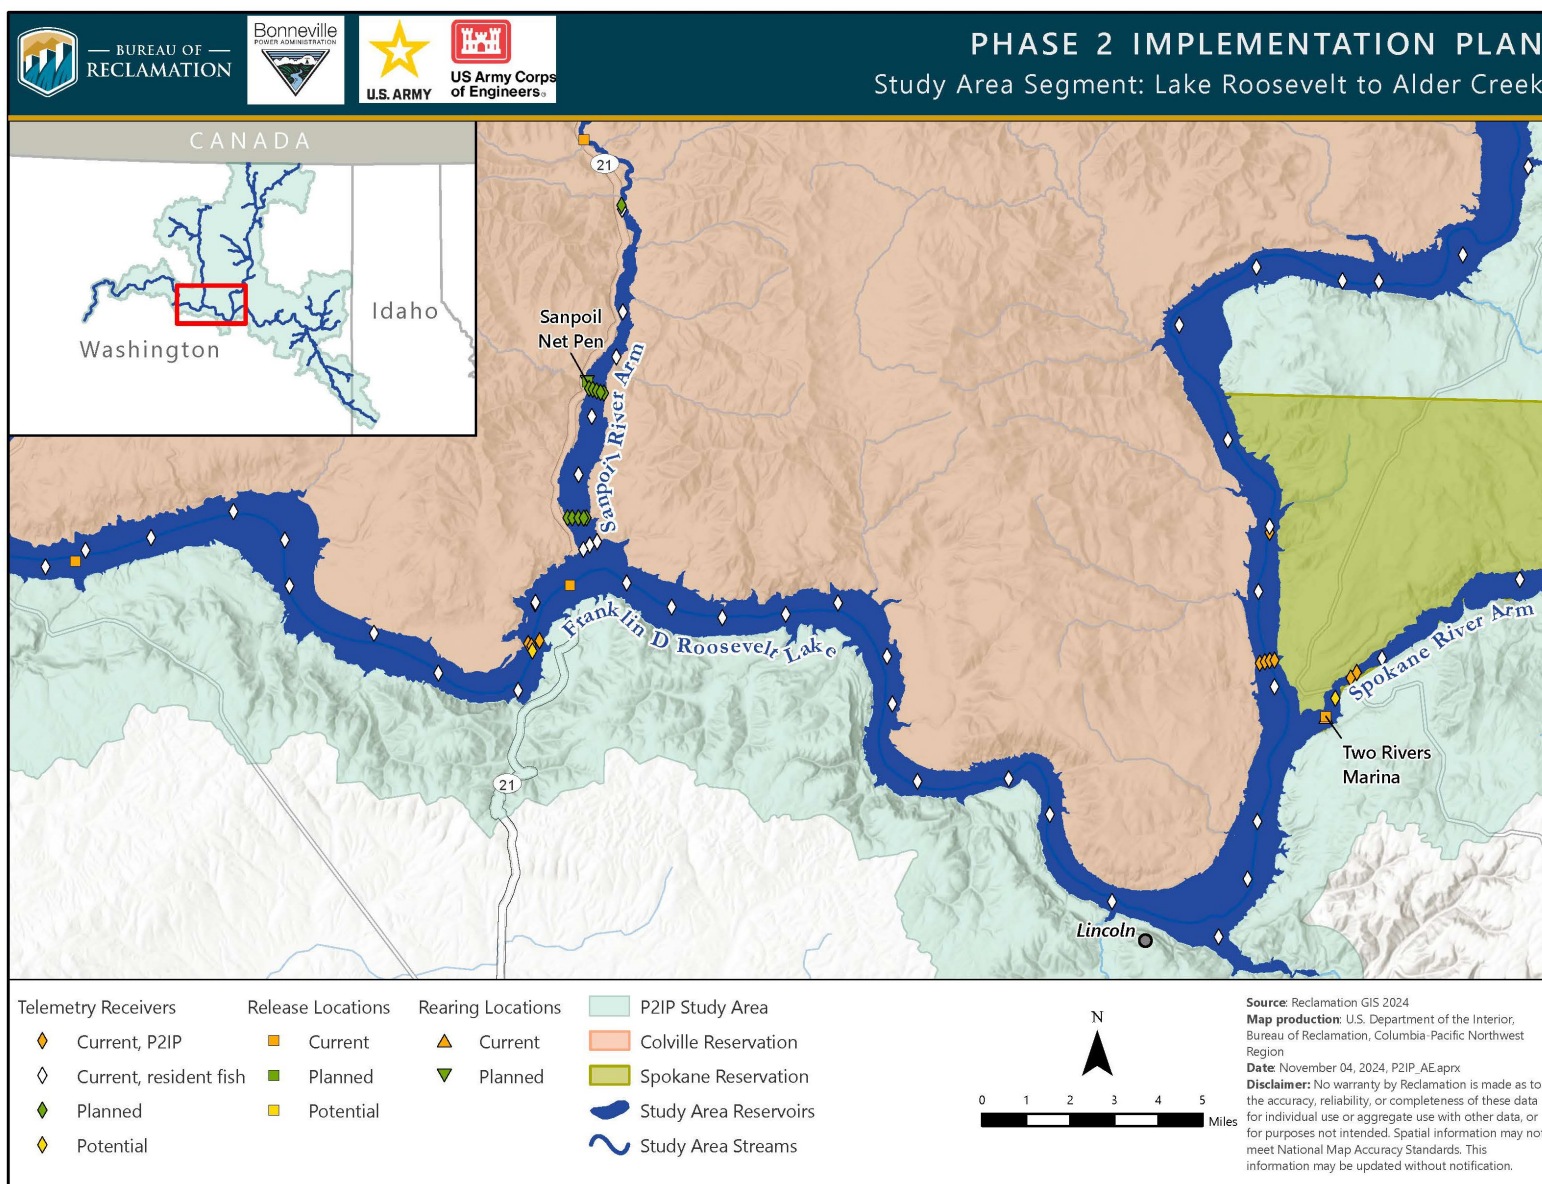 BUREAU OF
RECLAMATION
Bonneville
POWER ADMINISTRATION
U.S. ARMY
US Army Corps
of Engineers®
PHASE 2 IMPLEMENTATION PLAN
Study Area Segment: Lake Roosevelt to Alder Creek
CANADA
Washington
Idaho
21
Sanpoil
Net Pen
Sanpoil River Arm
Franklin D Roosevelt Lake
Spokane River Arm
Two Rivers
Marina
21
Lincoln
Telemetry Receivers
Current, P2IP
Current, resident fish
Planned
Potential
Release Locations
Current
Planned
Potential
Rearing Locations
Current
Planned
P2IP Study Area
Colville Reservation
Spokane Reservation
Study Area Reservoirs
Study Area Streams
N
0 1 2 3 4 5
Miles
Source: Reclamation GIS 2024
Map production: U.S. Department of the Interior,
Bureau of Reclamation, Columbia-Pacific Northwest
Region
Date: November 04, 2024, P2IP_AE.aprx
Disclaimer: No warranty by Reclamation is made as to
the accuracy, reliability, or completeness of these data
for individual use or aggregate use with other data, or
for purposes not intended. Spatial information may not
meet National Map Accuracy Standards. This
information may be updated without notification.